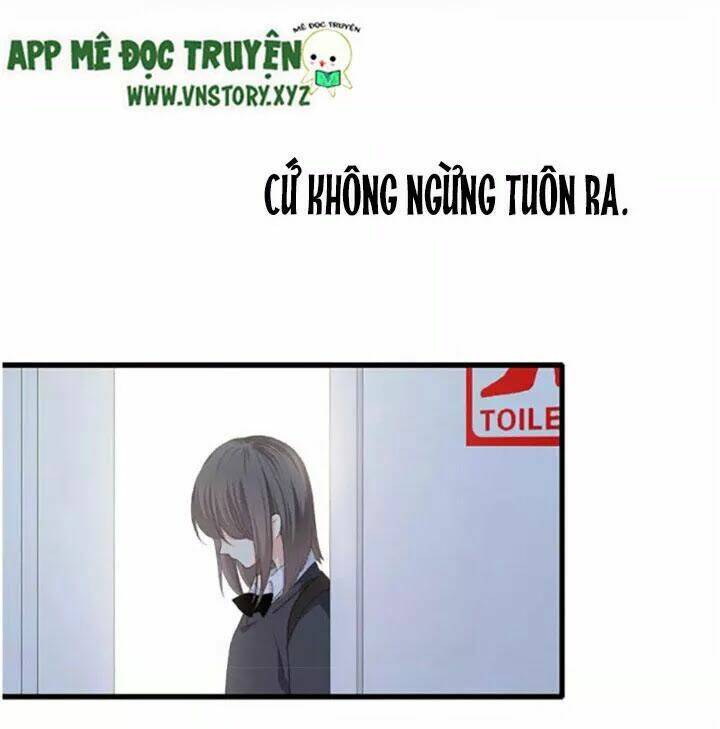 MÊ ĐỌC TRUYỆN
APP MÊ ĐỌC TRUYỆN
WWW.VNSTORY.XYZ
CỨ KHÔNG NGỪNG TUÔN RA.
TOILE